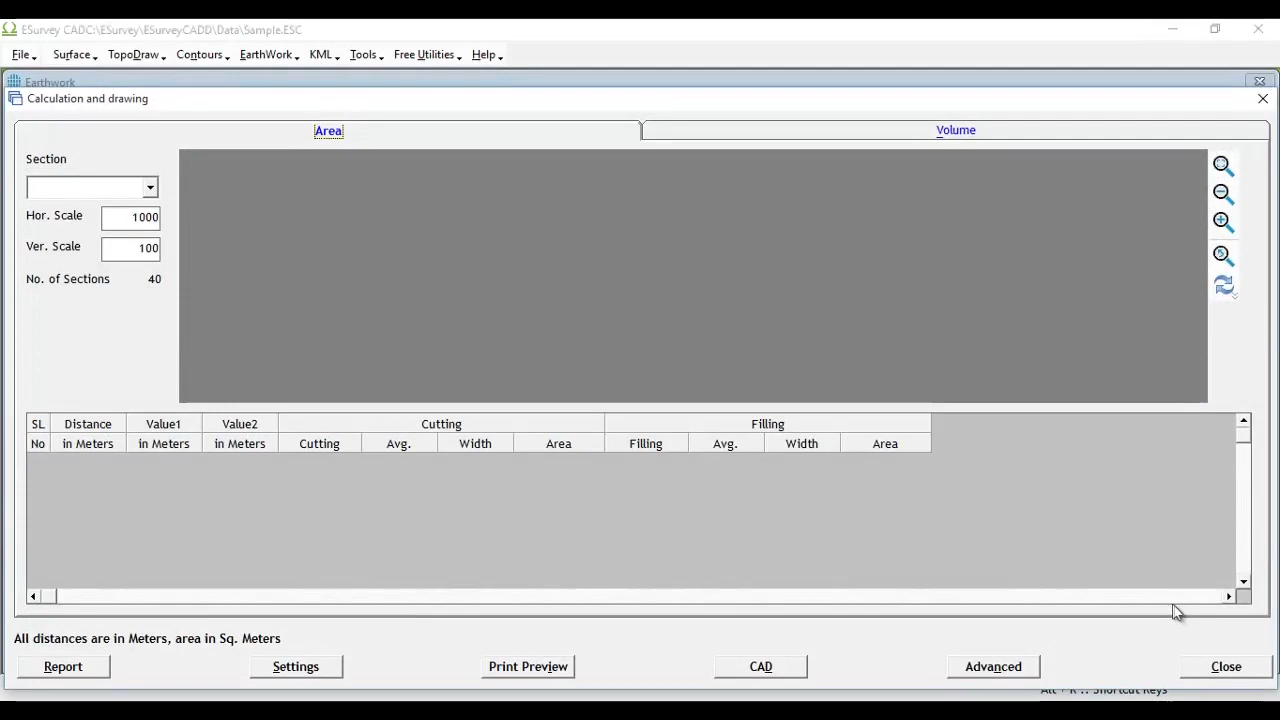 ESurvey CADC:\ESurvey\ESurveyCADD\Data\Sample.ESC
File Surface TopoDraw Contours EarthWork KML Tools Free Utilities Help
Earthwork
Calculation and drawing
Area Volume
Section
Hor. Scale 1000
Ver. Scale 100
No. of Sections 40
SL Distance Value1 Value2 Cutting Filling
No in Meters in Meters in Meters Cutting Avg. Width Area Filling Avg. Width Area
All distances are in Meters, area in Sq. Meters
Report Settings Print Preview CAD Advanced Close
Alt + R :: Shortcut Keys